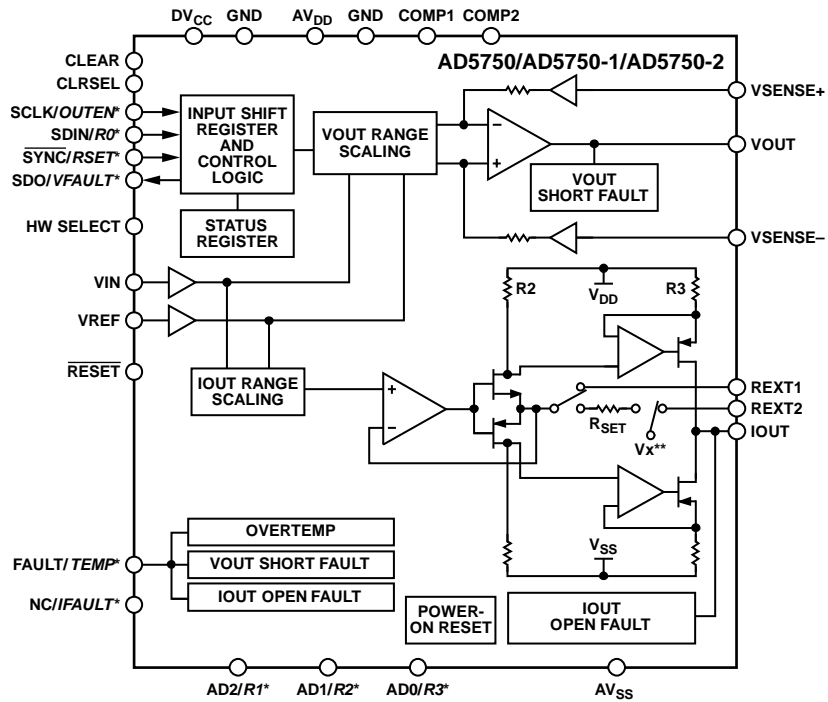 DVCC GND AVDD GND COMP1 COMP2
AD5750/AD5750-1/AD5750-2
CLEAR
CLRSEL
SCLK/OUTEN*
SDIN/R0*
SYNC/RSET*
SDO/VFAULT*
HW SELECT
VIN
VREF
RESET
FAULT/TEMP*
NC/IFAULT*
INPUT SHIFT
REGISTER
AND
CONTROL
LOGIC
STATUS
REGISTER
VOUT RANGE
SCALING
IOUT RANGE
SCALING
−
+
VOUT
SHORT FAULT
VSENSE+
VOUT
VSENSE−
R2
VDD
R3
+
−
RSET
Vx**
REXT1
REXT2
IOUT
VSS
OVERTEMP
VOUT SHORT FAULT
IOUT OPEN FAULT
POWER-
ON RESET
IOUT
OPEN FAULT
AD2/R1* AD1/R2* AD0/R3* AVSS